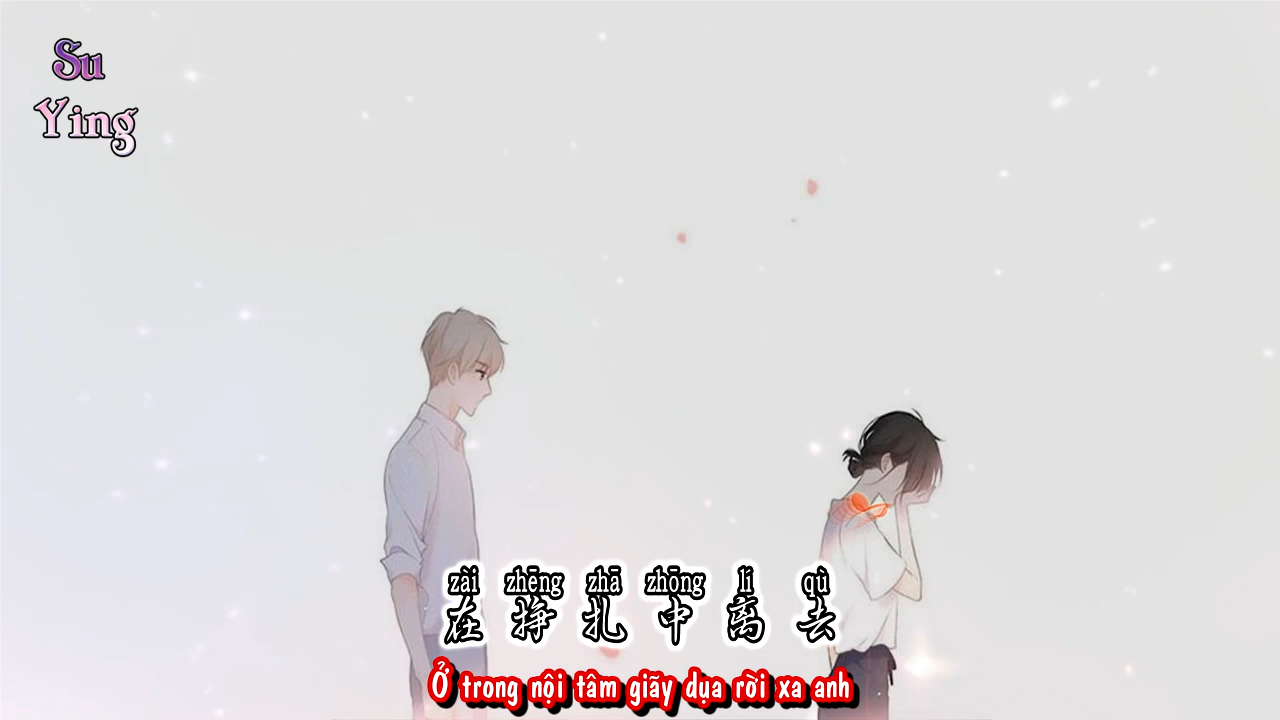 Su
Ying
zài zhēng zhā zhōng lí qù
在 挣 扎 中 离 去
Ở trong nội tâm giãy dụa rời xa anh